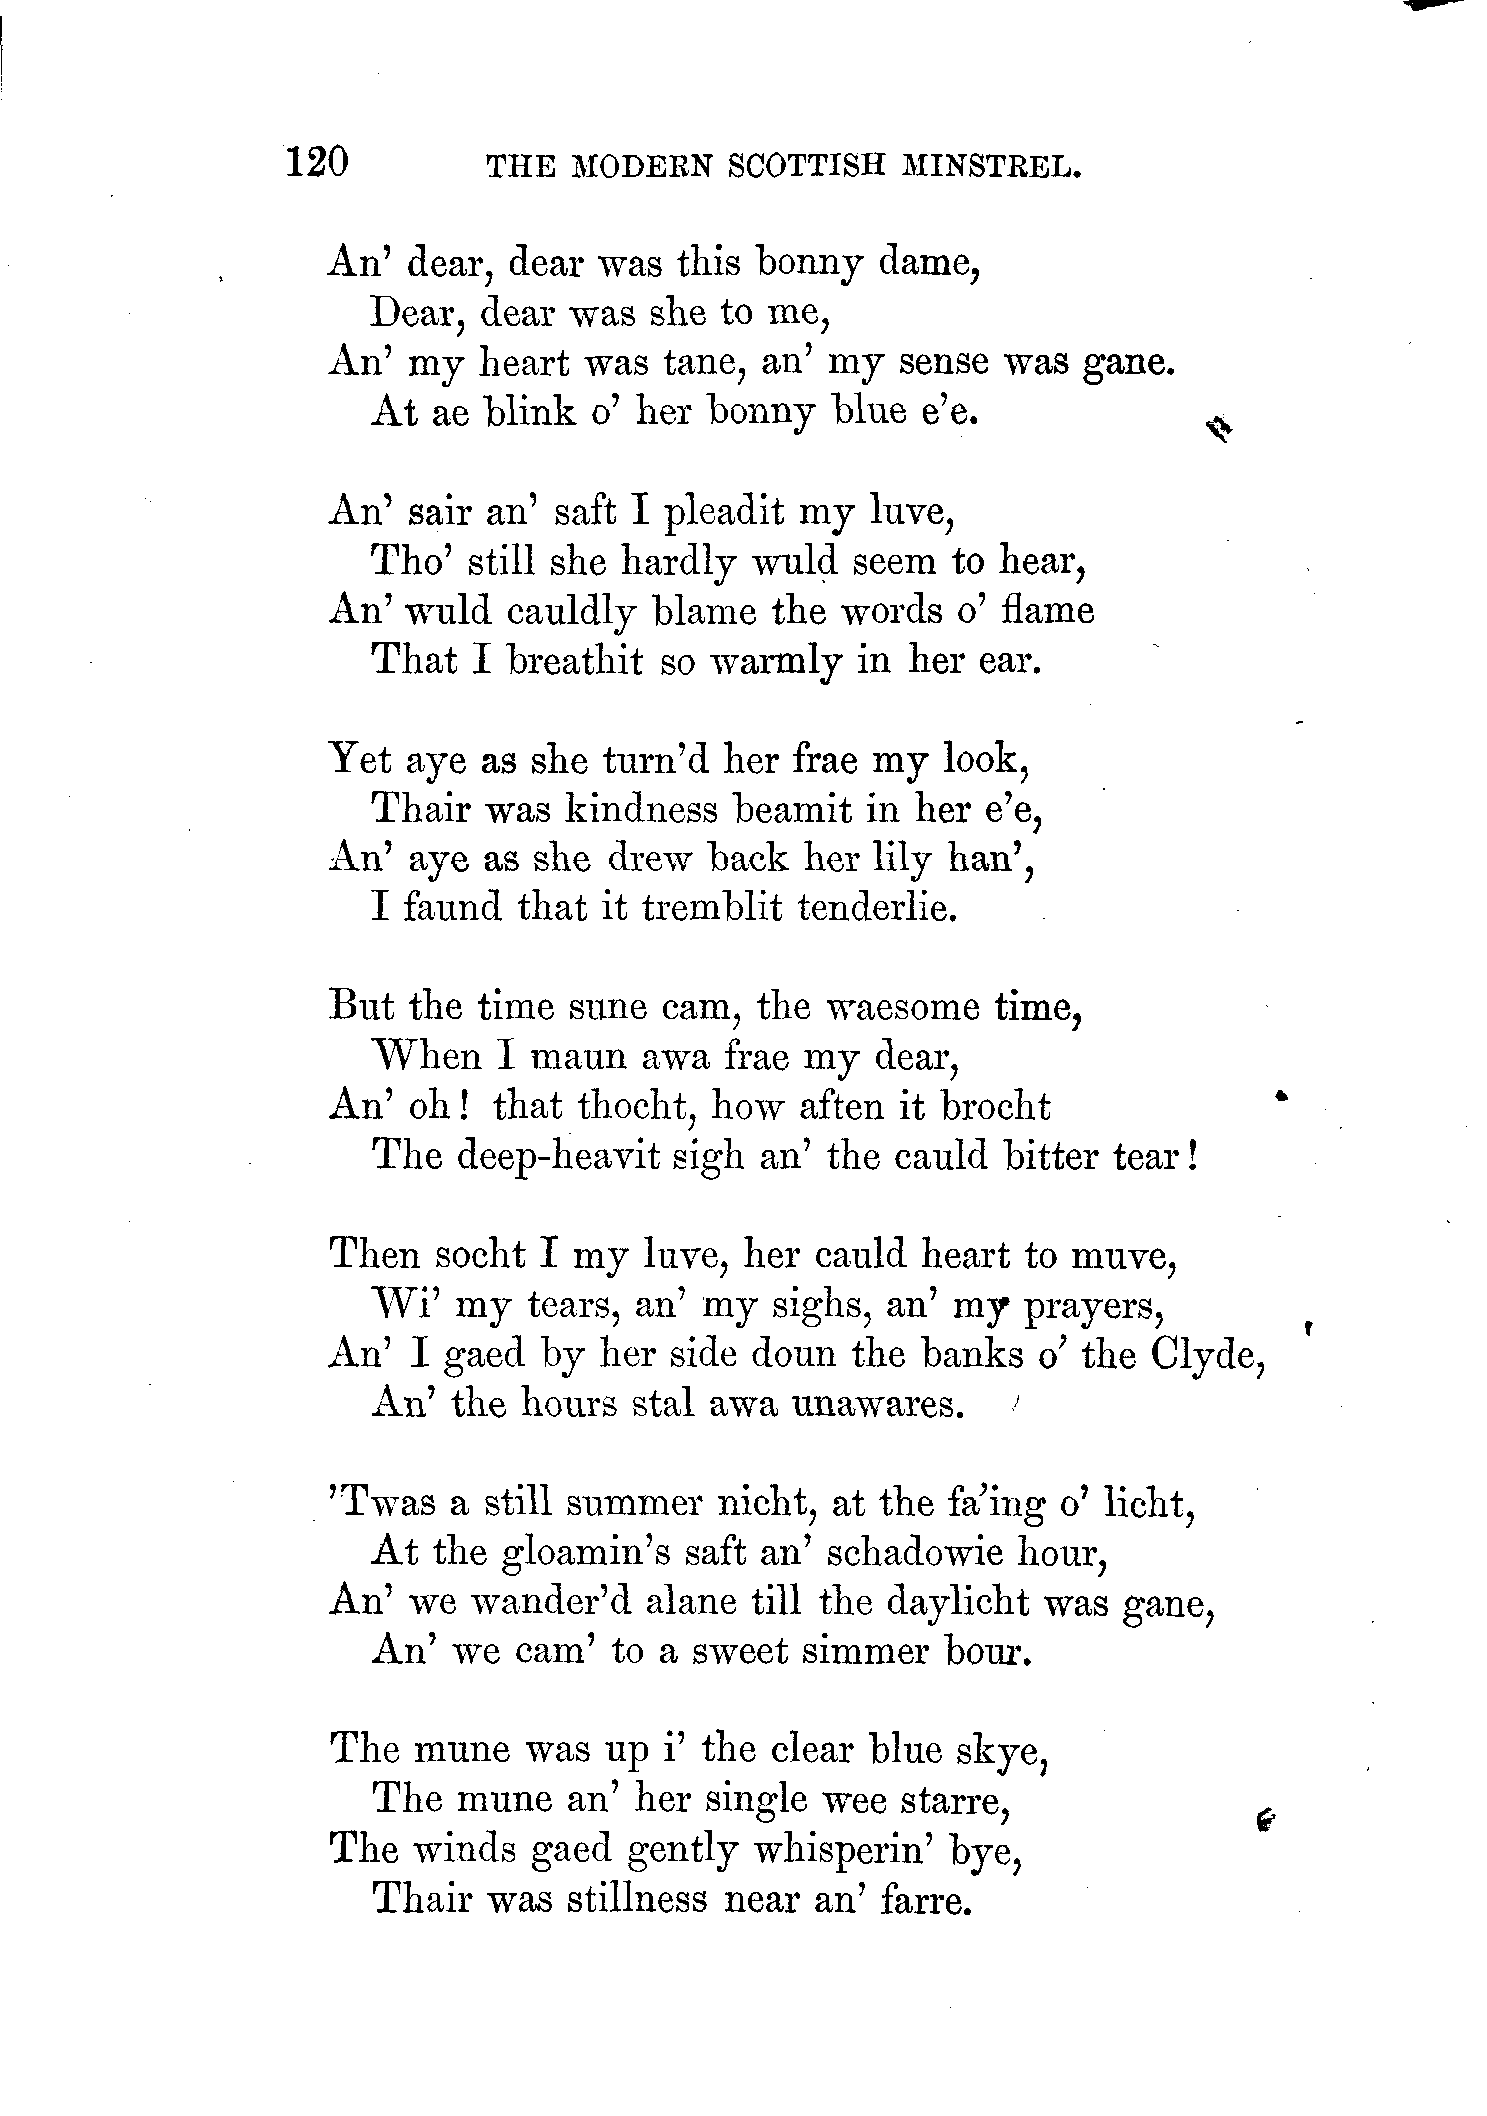 120 THE MODERN SCOTTISH MINSTREL.
An' dear, dear was this bonny dame,
Dear, dear was she to me,
An' my heart was tane, an' my sense was gane.
At ae blink o' her bonny blue e'e.
An' sair an' saft I pleadit my luve,
Tho' still she hardly wuld seem to hear,
An' wuld cauldly blame the words o' flame
That I breathit so warmly in her ear.
Yet aye as she turn'd her frae my look,
Thair was kindness beamit in her e'e,
An' aye as she drew back her lily han',
I faund that it tremblit tenderlie.
But the time sune cam, the waesome time,
When I maun awa frae my dear,
An' oh! that thocht, how aften it brocht
The deep-heavit sigh an' the cauld bitter tear!
Then socht I my luve, her cauld heart to muve,
Wi' my tears, an' my sighs, an' my prayers,
An' I gaed by her side doun the banks o' the Clyde,
An' the hours stal awa unawares.
'Twas a still summer nicht, at the fa'ing o' licht,
At the gloamin's saft an' schadowie hour,
An' we wander'd alane till the daylicht was gane,
An' we cam' to a sweet simmer bour.
The mune was up i' the clear blue skye,
The mune an' her single wee starre,
The winds gaed gently whisperin' bye,
Thair was stillness near an' farre.